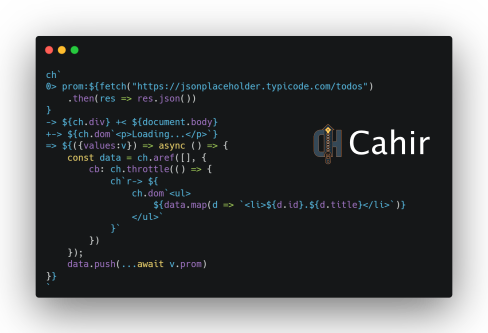 ch`
@> prom:${fetch("https://jsonplaceholder.typicode.com/todos")
    .then(res => res.json())
}
-> ${ch.div} +< ${document.body}
+-> ${ch.dom`<p>Loading...</p>`}
=> ${({values:v}) => async () => {
    const data = ch.aref([], {
        cb: ch.throttle(() => {
            ch`r-> ${
                ch.dom`<ul>
                    ${data.map(d => `<li>${d.id}.${d.title}</li>`)}
                </ul>`
            }`
        })
    });
    data.push(...await v.prom)
}}
`
CH Cahir